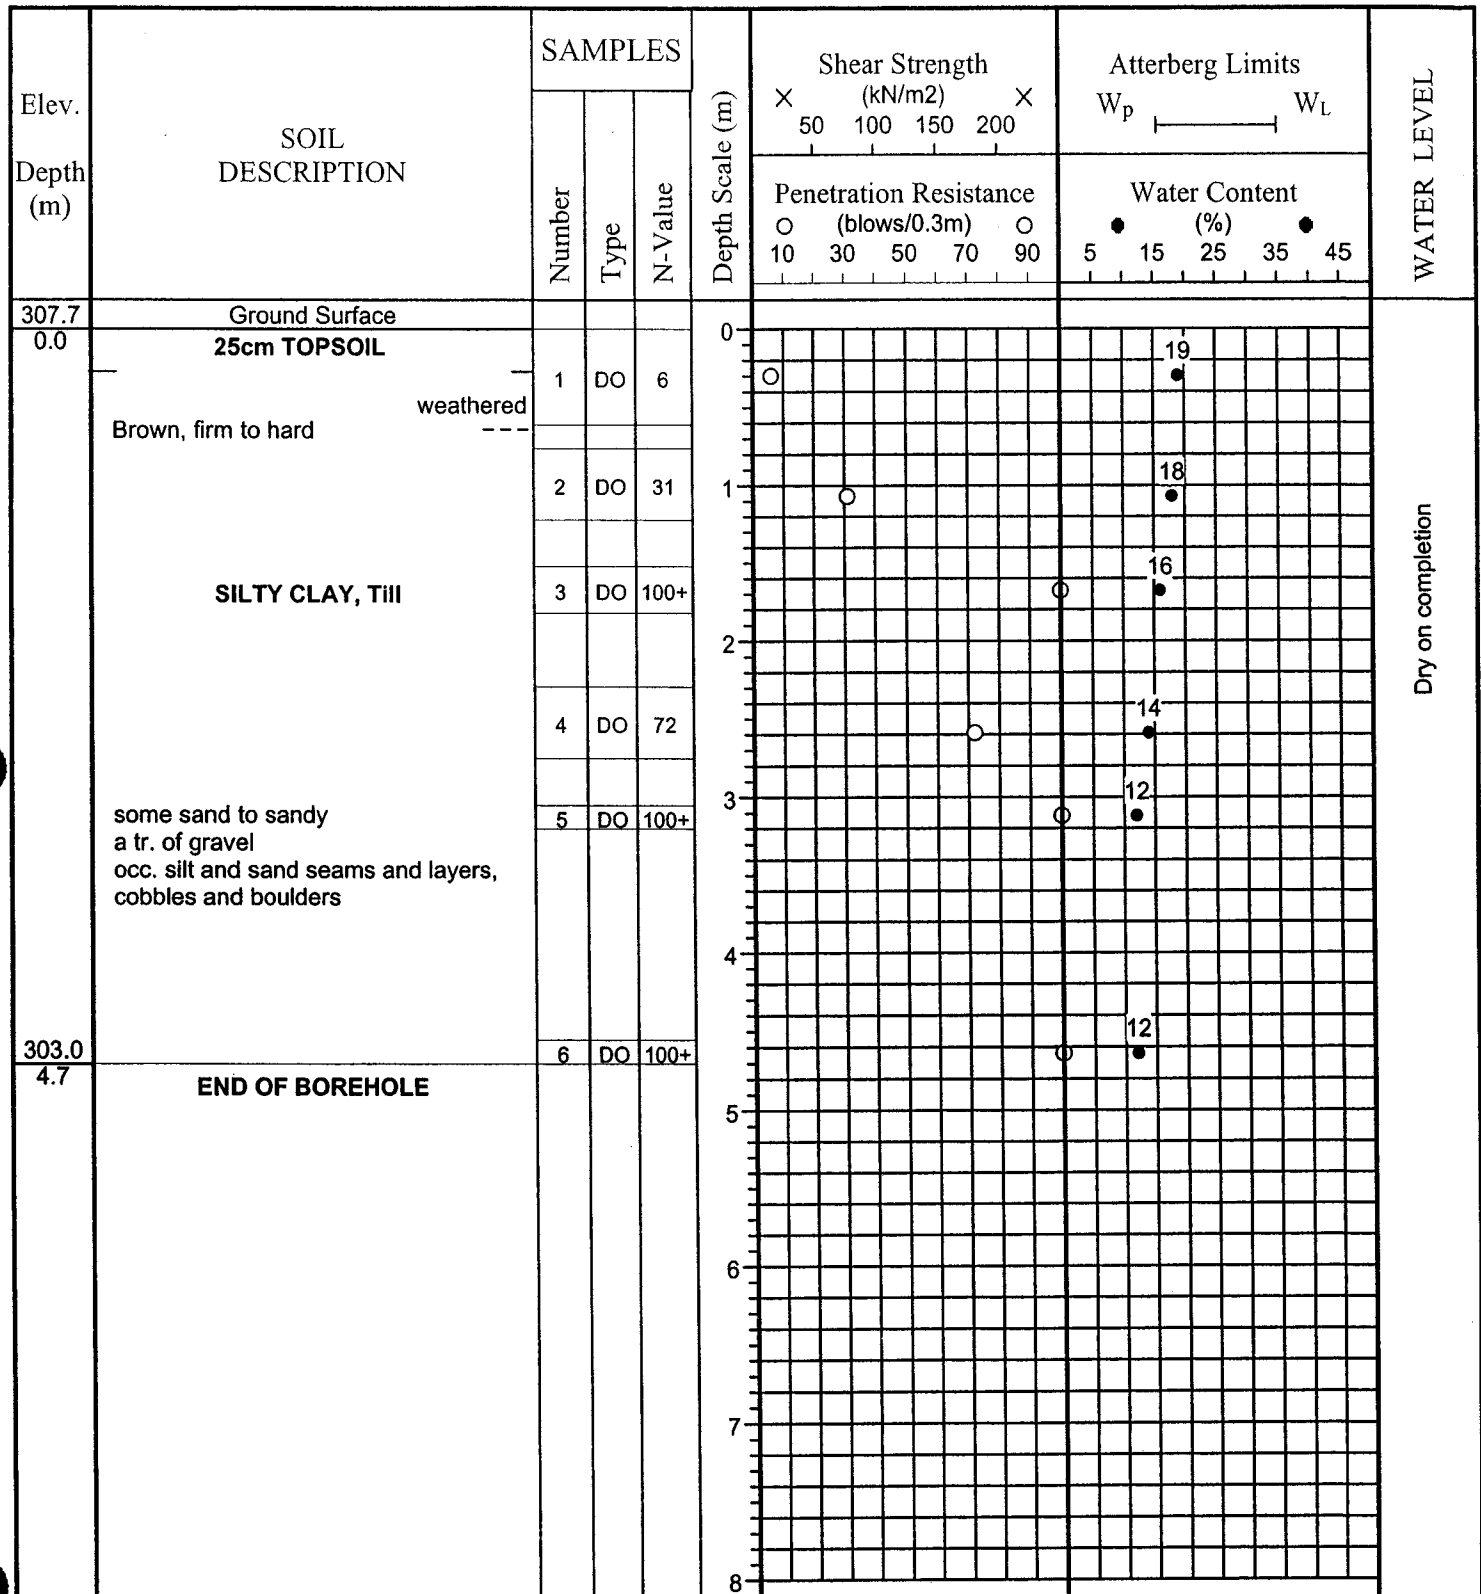 Elev.
Depth
(m)
SOIL
DESCRIPTION
SAMPLES
Number
Type
N-Value
Depth Scale (m)
Shear Strength
× (kN/m2) ×
50 100 150 200
Penetration Resistance
(blows/0.3m)
10 30 50 70 90
Atterberg Limits
Wp WL
Water Content
(%)
5 15 25 35 45
WATER LEVEL
307.7 Ground Surface
0.0 25cm TOPSOIL
weathered
Brown, firm to hard
SILTY CLAY, Till
some sand to sandy
a tr. of gravel
occ. silt and sand seams and layers,
cobbles and boulders
303.0
4.7
END OF BOREHOLE
1 DO 6
2 DO 31
3 DO 100+
4 DO 72
5 DO 100+
6 DO 100+
0
1
2
3
4
5
6
7
8
19
18
16
14
12
12
Dry on completion